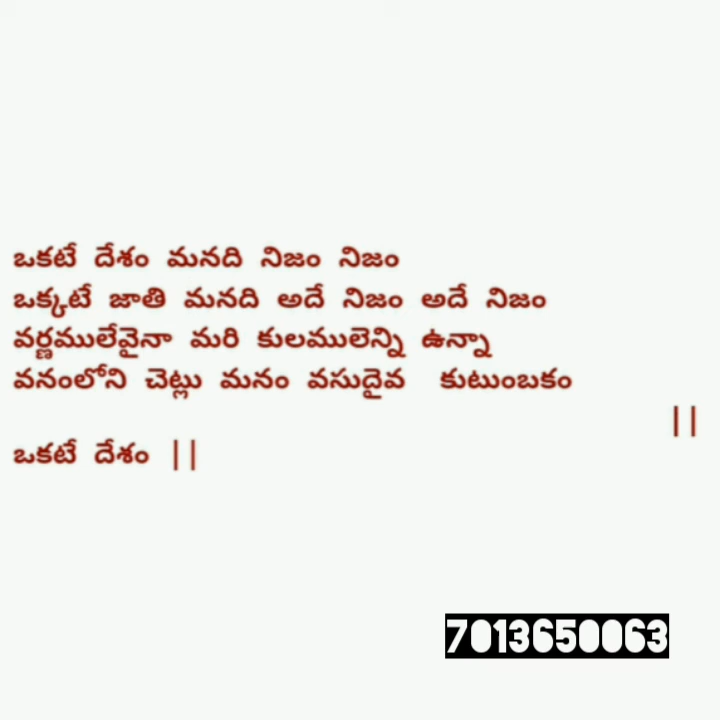 ఒకటే దేశం మనది నిజం నిజం
ఒక్కటే జాతి మనది అదే నిజం అదే నిజం
వర్ణములేవైనా మరి కులములెన్ని ఉన్నా
వనంలోని చెట్లు మనం వసుదైవ కుటుంబకం
||
ఒకటే దేశం ||
7013650063